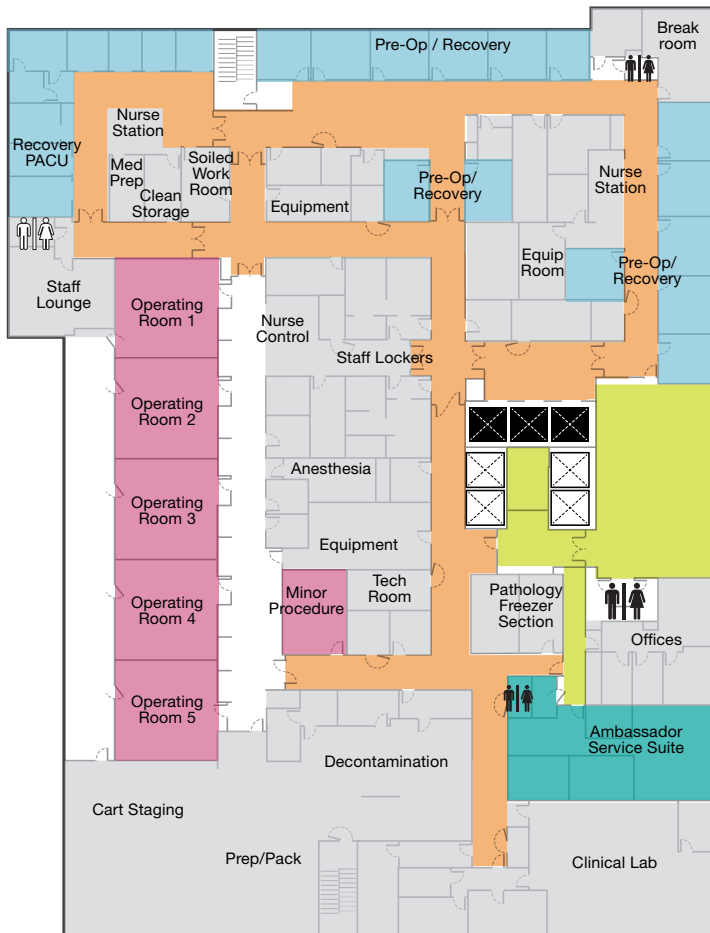 Break
room
Pre-Op / Recovery
Nurse
Station
Recovery
PACU
Med
Prep
Soiled
Work
Room
Clean
Storage
Equipment
Pre-Op/
Recovery
Nurse
Station
Equip
Room
Pre-Op/
Recovery
Staff
Lounge
Operating
Room 1
Nurse
Control
Staff Lockers
Operating
Room 2
Anesthesia
Operating
Room 3
Equipment
Operating
Room 4
Minor
Procedure
Tech
Room
Pathology
Freezer
Section
Offices
Operating
Room 5
Ambassador
Service Suite
Decontamination
Cart Staging
Prep/Pack
Clinical Lab